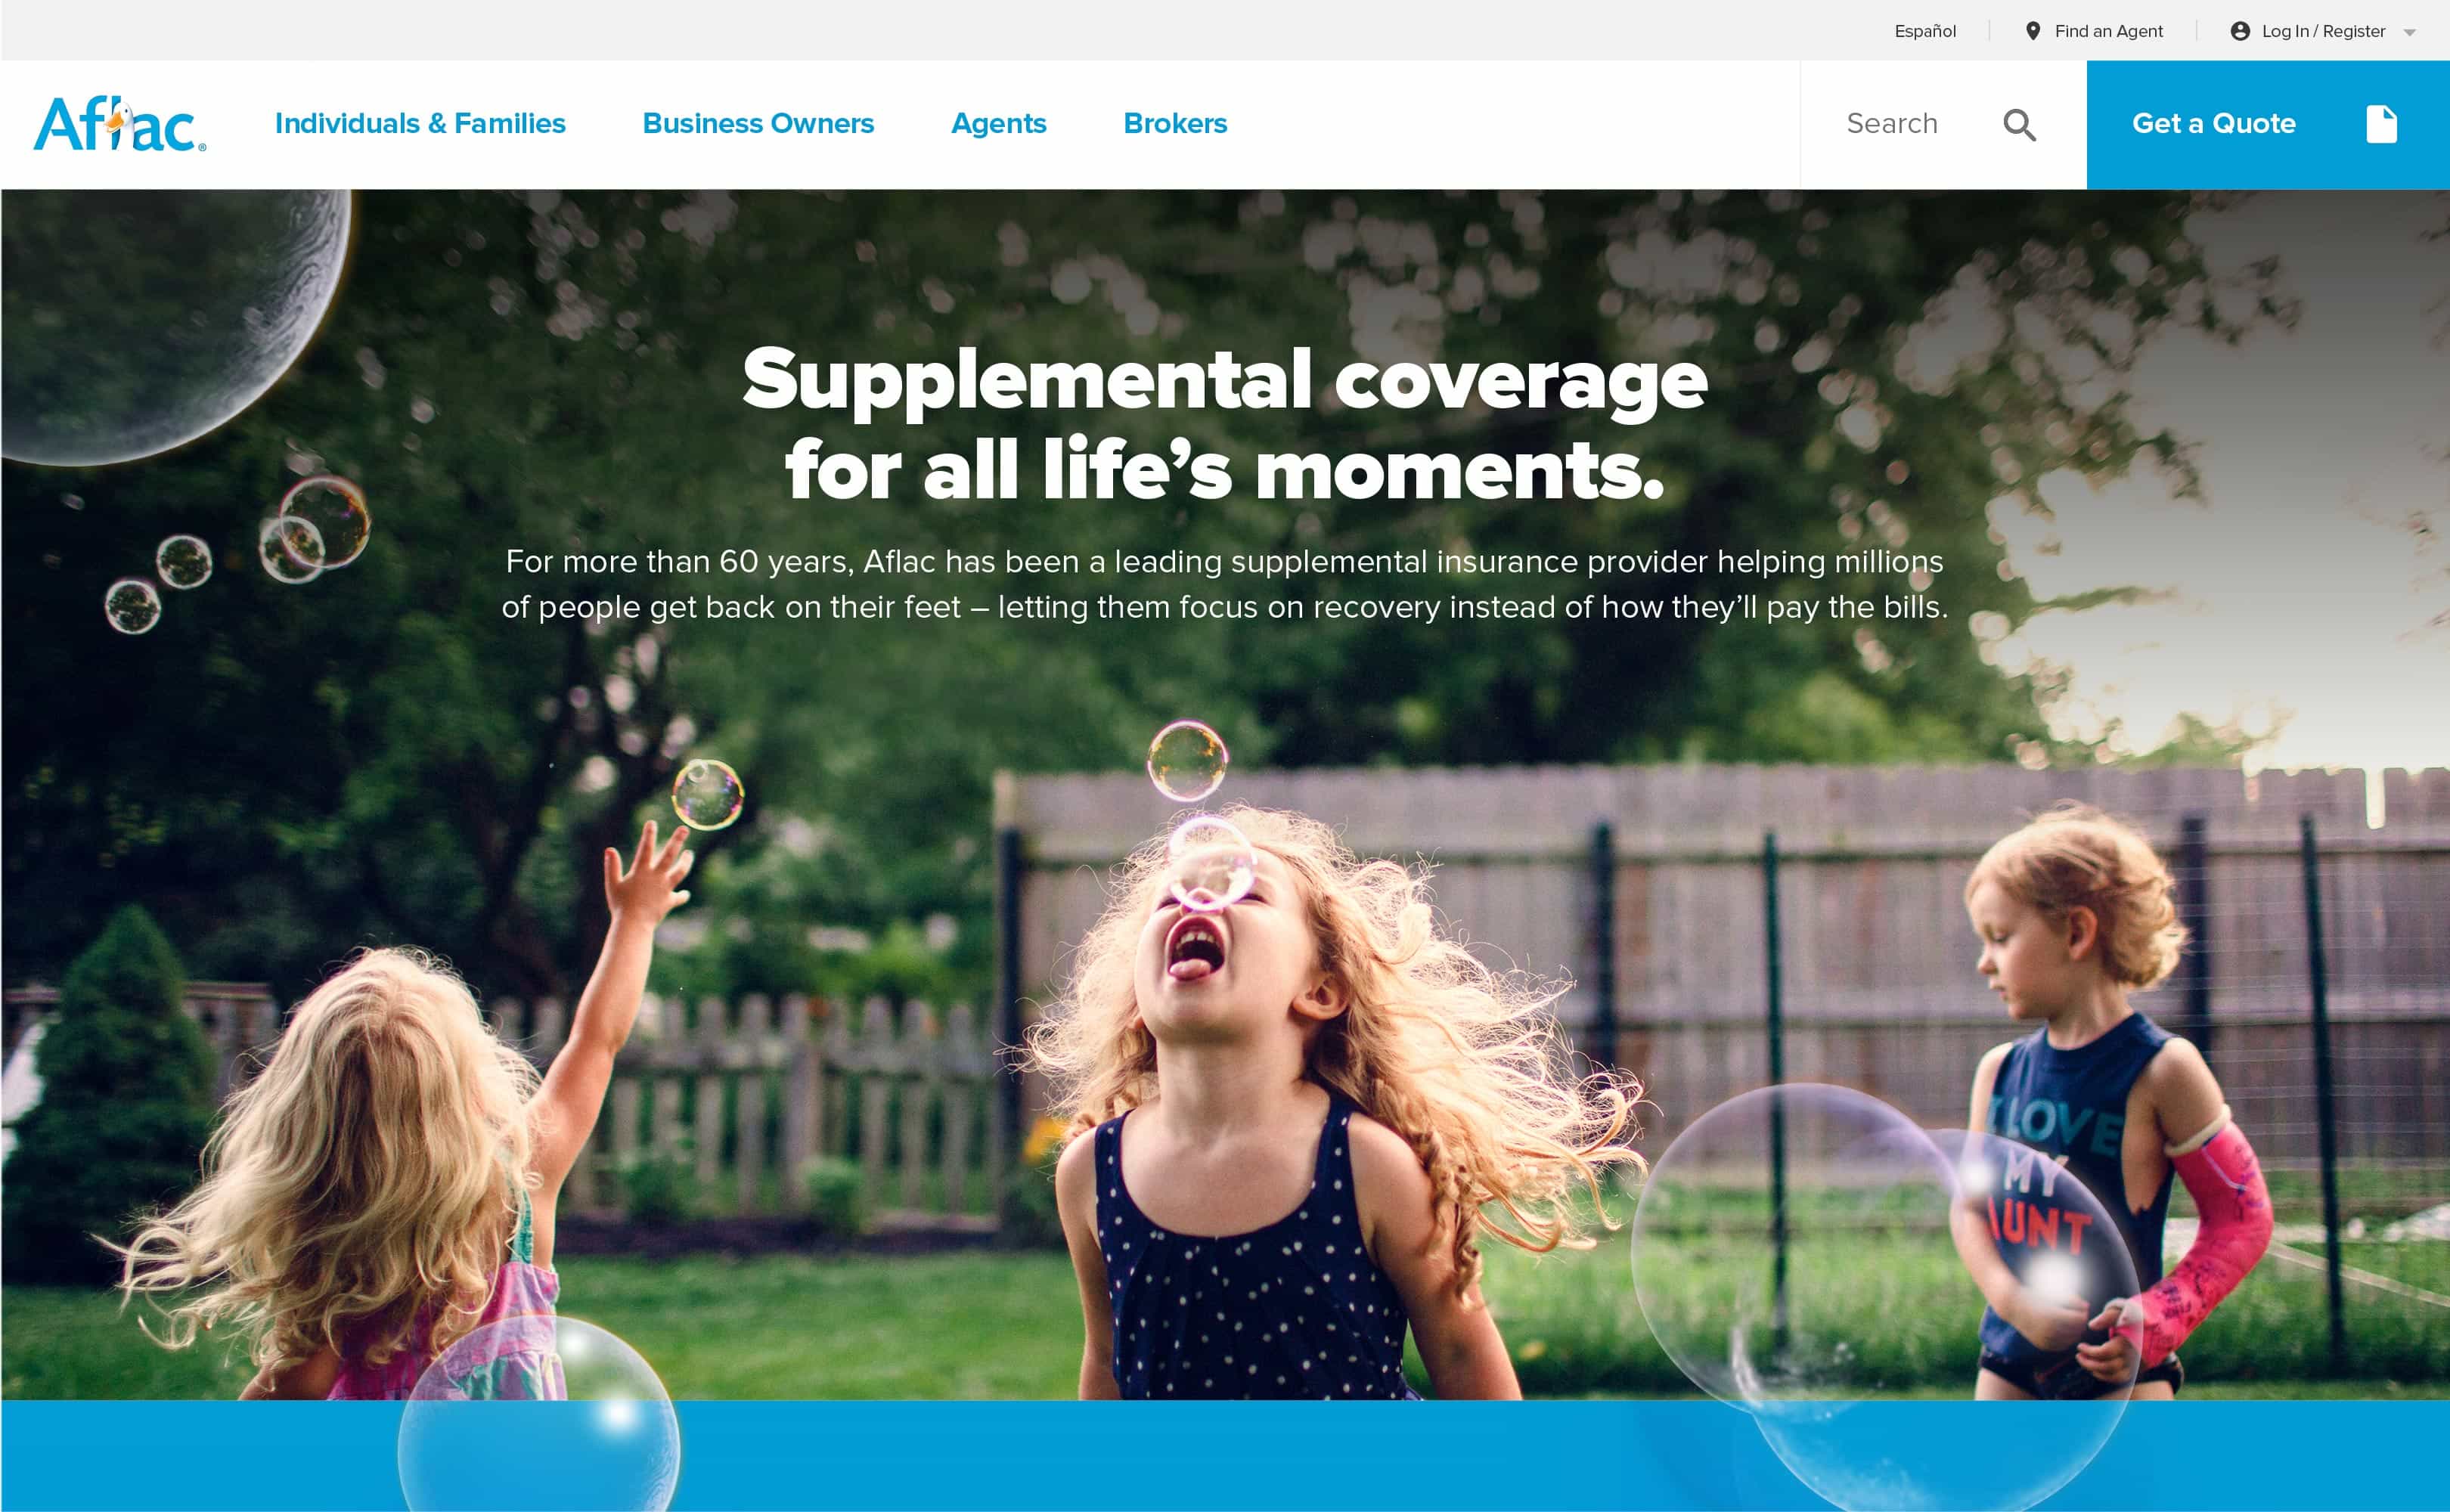 Español
Find an Agent
Log In / Register
Aflac®
Individuals & Families
Business Owners
Agents
Brokers
Search
Get a Quote
Supplemental coverage
for all life’s moments.
For more than 60 years, Aflac has been a leading supplemental insurance provider helping millions
of people get back on their feet – letting them focus on recovery instead of how they’ll pay the bills.
I LOVE
MY
AUNT